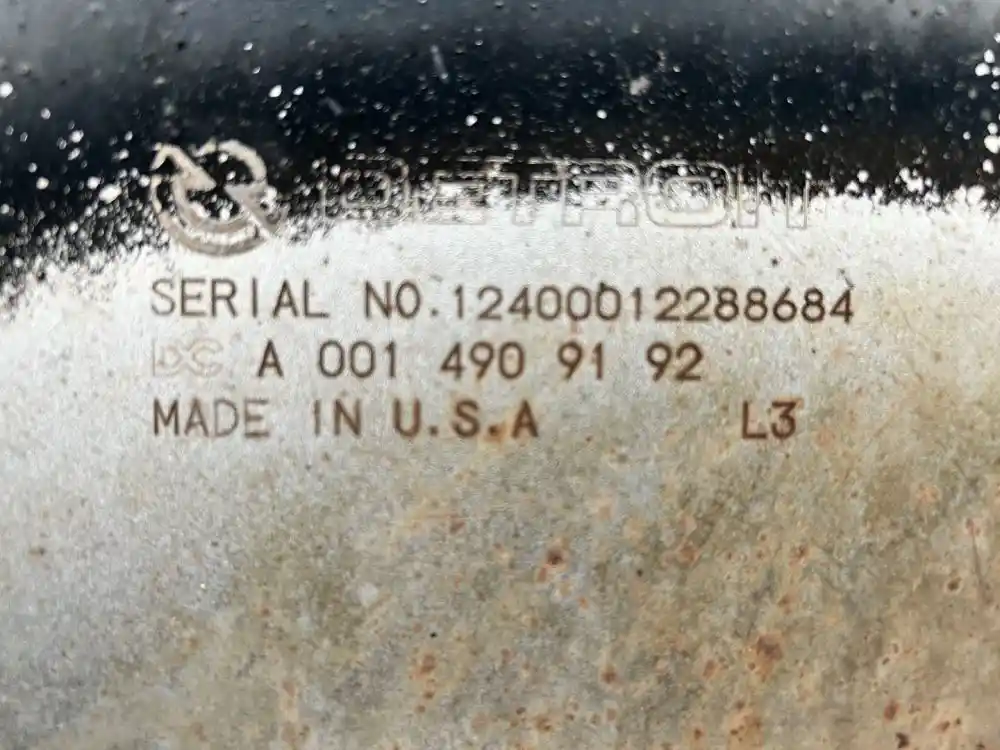 DETROIT
SERIAL NO.12400012288684
DC A 001 490 91 92
MADE IN U.S.A L3